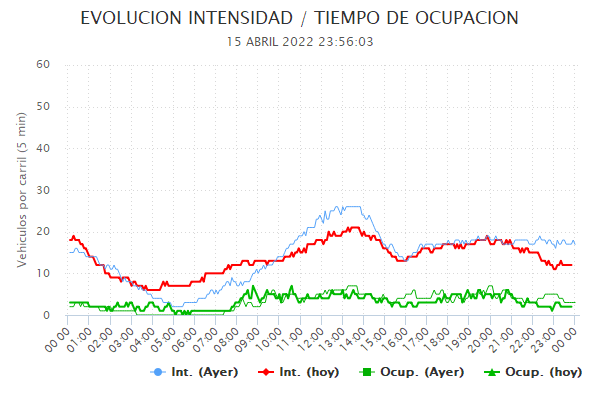 EVOLUCION INTENSIDAD / TIEMPO DE OCUPACION
15 ABRIL 2022 23:56:03
Vehiculos por carril (5 min)
60
50
40
30
20
10
0
00:00 01:00 02:00 03:00 04:00 05:00 06:00 07:00 08:00 09:00 10:00 11:00 12:00 13:00 14:00 15:00 16:00 17:00 18:00 19:00 20:00 21:00 22:00 23:00 00:00
Int. (Ayer) Int. (hoy) Ocup. (Ayer) Ocup. (hoy)